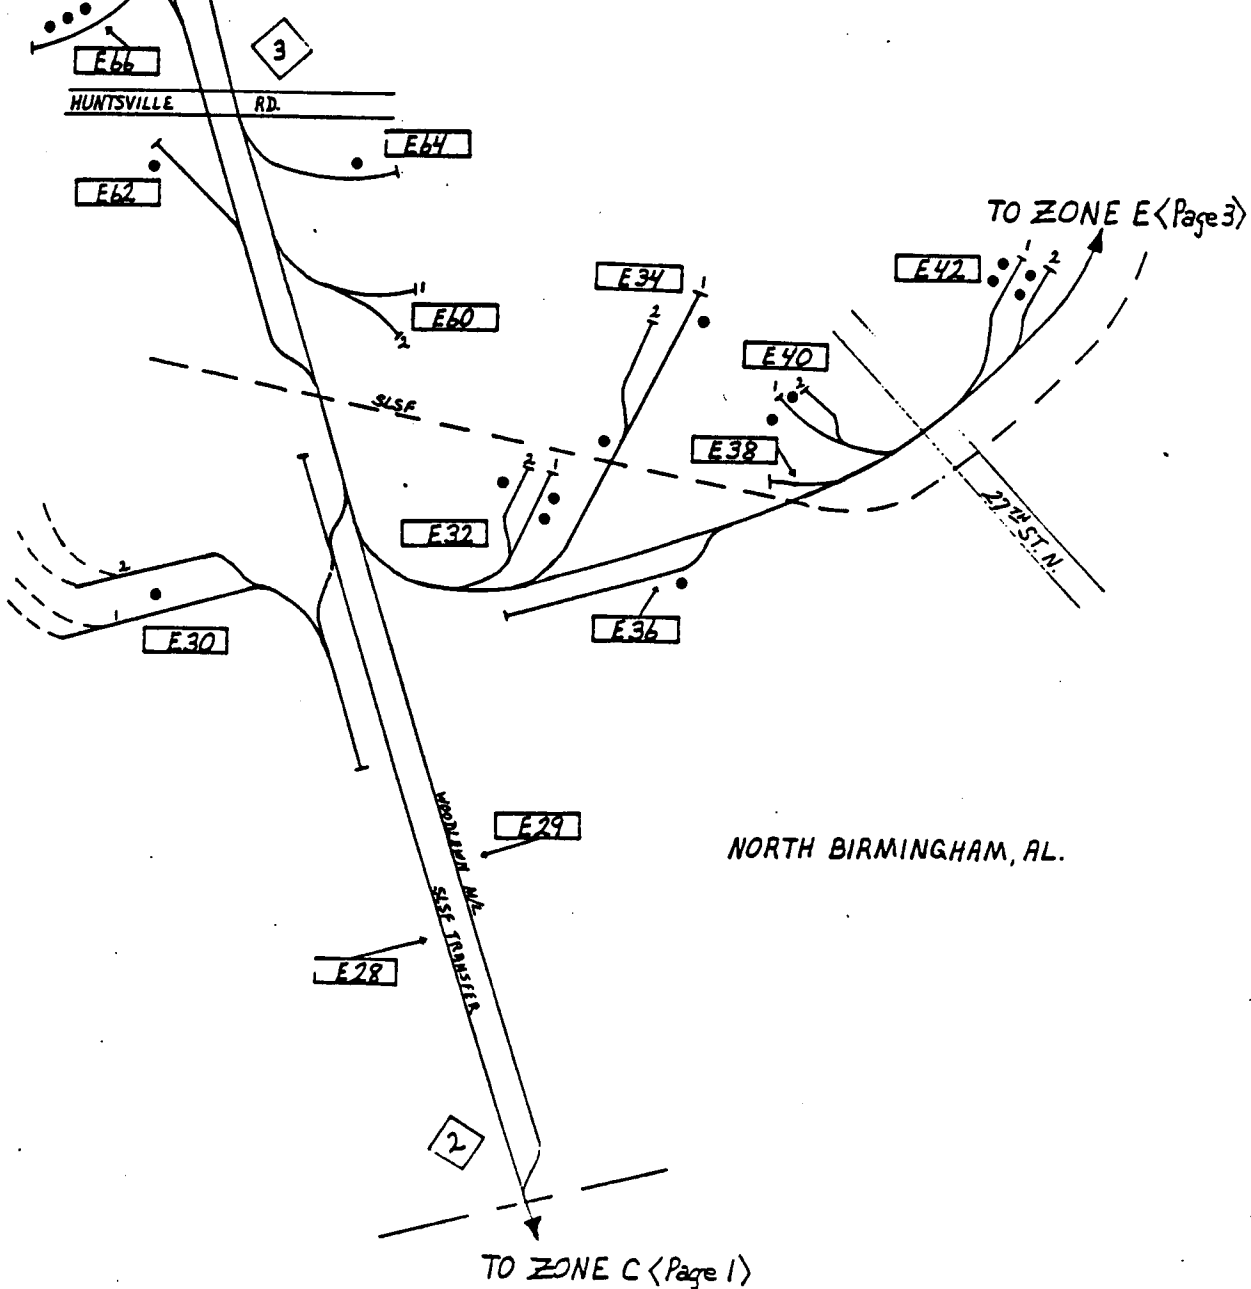 E66
3
HUNTSVILLE RD.
E64
E62
TO ZONE E <Page 3>
E42
1
2
E34
1
2
E60
1
2
E40
1
2
SLSF
E38
2
1
E32
27TH ST. N.
2
1
E30
E36
WOODLAWN M/L
E29
NORTH BIRMINGHAM, AL.
SLSF TRANSFER
E28
2
TO ZONE C <Page 1>